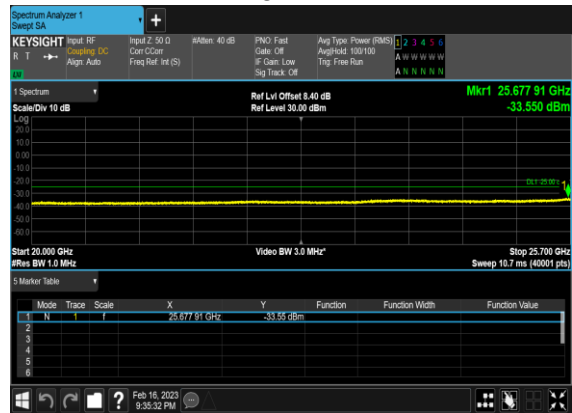 Spectrum Analyzer 1
Swept SA
+
KEYSIGHT Input: RF Input Z: 50 Ω #Atten: 40 dB PNO: Fast Avg Type: Power (RMS) 1 2 3 4 5 6
R T Coupling: DC Corr CCorr Gate: Off Avg|Hold: 100/100 A W W W W W
Align: Auto Freq Ref: Int (S) IF Gain: Low Trig: Free Run
Sig Track: Off A N N N N N
1 Spectrum Ref Lvl Offset 8.40 dB Mkr1 25.677 91 GHz
Scale/Div 10 dB Ref Level 30.00 dBm -33.550 dBm
Log
20.0
10.0
0.00
-10.0
-20.0
-30.0
-40.0
-50.0
-60.0
1
Start 20.000 GHz Video BW 3.0 MHz* Stop 25.700 GHz
#Res BW 1.0 MHz Sweep 10.7 ms (40001 pts)
5 Marker Table
Mode Trace Scale X Y Function Function Width Function Value
1 N 1 f 25.677 91 GHz -33.55 dBm
2
3
4
5
6
? Feb 16, 2023
9:35:32 PM